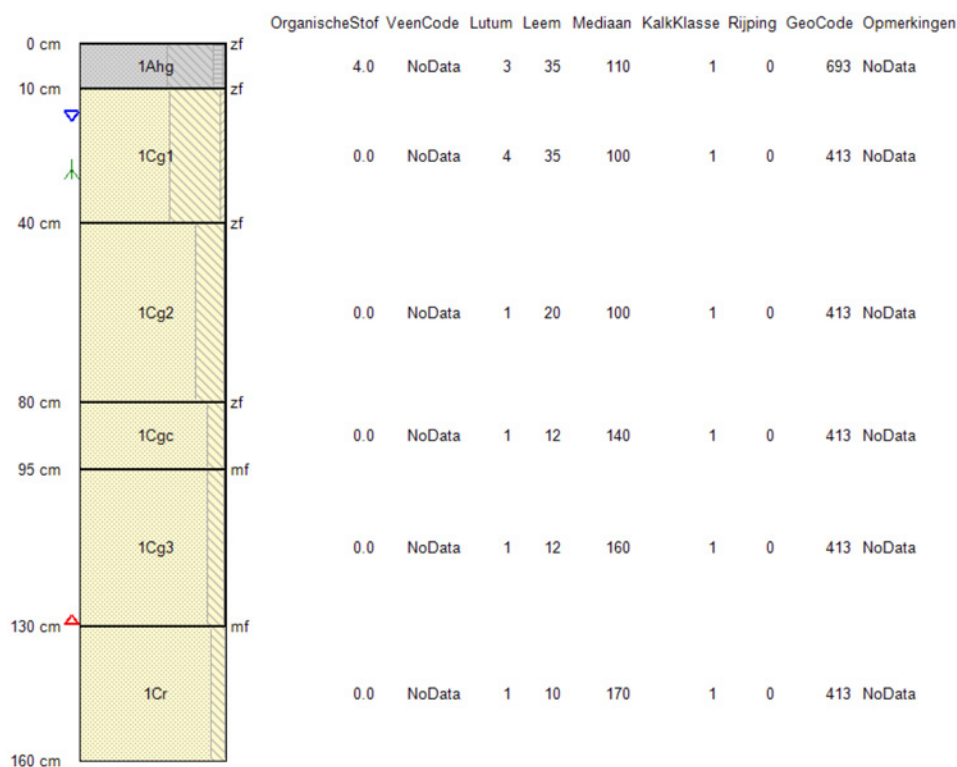 OrganischeStof VeenCode Lutum Leem Mediaan KalkKlasse Rijping GeoCode Opmerkingen
0 cm zf
1Ahg 4.0 NoData 3 35 110 1 0 693 NoData
10 cm zf
1Cg1 0.0 NoData 4 35 100 1 0 413 NoData
40 cm zf
1Cg2 0.0 NoData 1 20 100 1 0 413 NoData
80 cm zf
1Cgc 0.0 NoData 1 12 140 1 0 413 NoData
95 cm mf
1Cg3 0.0 NoData 1 12 160 1 0 413 NoData
130 cm mf
1Cr 0.0 NoData 1 10 170 1 0 413 NoData
160 cm